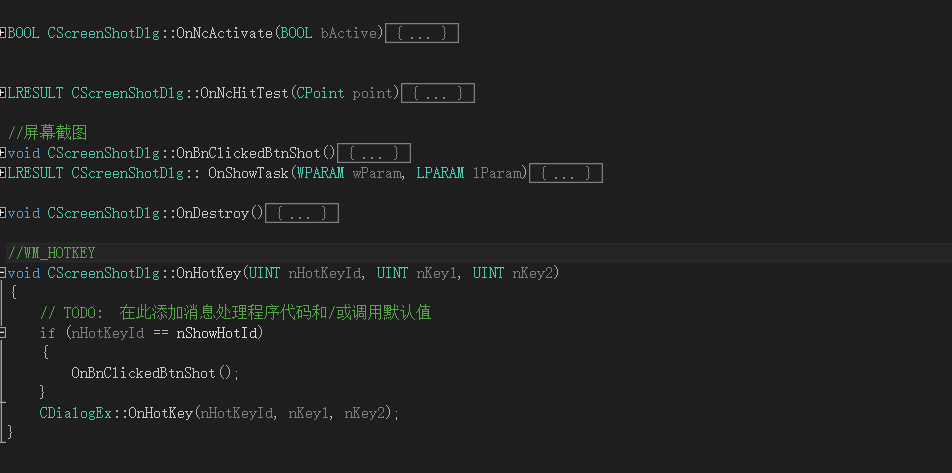 BOOL CScreenShotDlg::OnNcActivate(BOOL bActive){ ... }
LRESULT CScreenShotDlg::OnNcHitTest(CPoint point){ ... }
//屏幕截图
void CScreenShotDlg::OnBnClickedBtnShot(){ ... }
LRESULT CScreenShotDlg:: OnShowTask(WPARAM wParam, LPARAM lParam){ ... }
void CScreenShotDlg::OnDestroy(){ ... }
//WM_HOTKEY
void CScreenShotDlg::OnHotKey(UINT nHotKeyId, UINT nKey1, UINT nKey2)
{
// TODO: 在此添加消息处理程序代码和/或调用默认值
if (nHotKeyId == nShowHotId)
{
OnBnClickedBtnShot();
}
CDialogEx::OnHotKey(nHotKeyId, nKey1, nKey2);
}